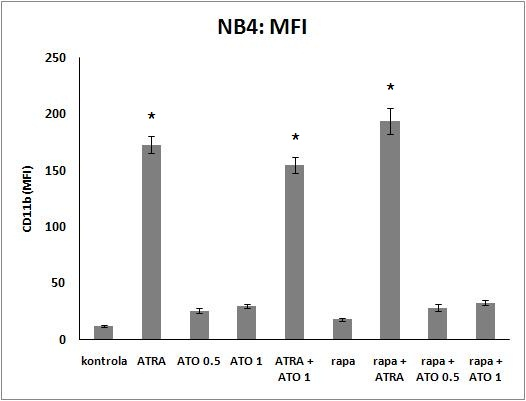 NB4: MFI
250
200
150
100
50
0
CD11b (MFI)
*
*
*
kontrola ATRA ATO 0.5 ATO 1 ATRA + rapa rapa + rapa + rapa +
ATO 1 ATRA ATO 0.5 ATO 1